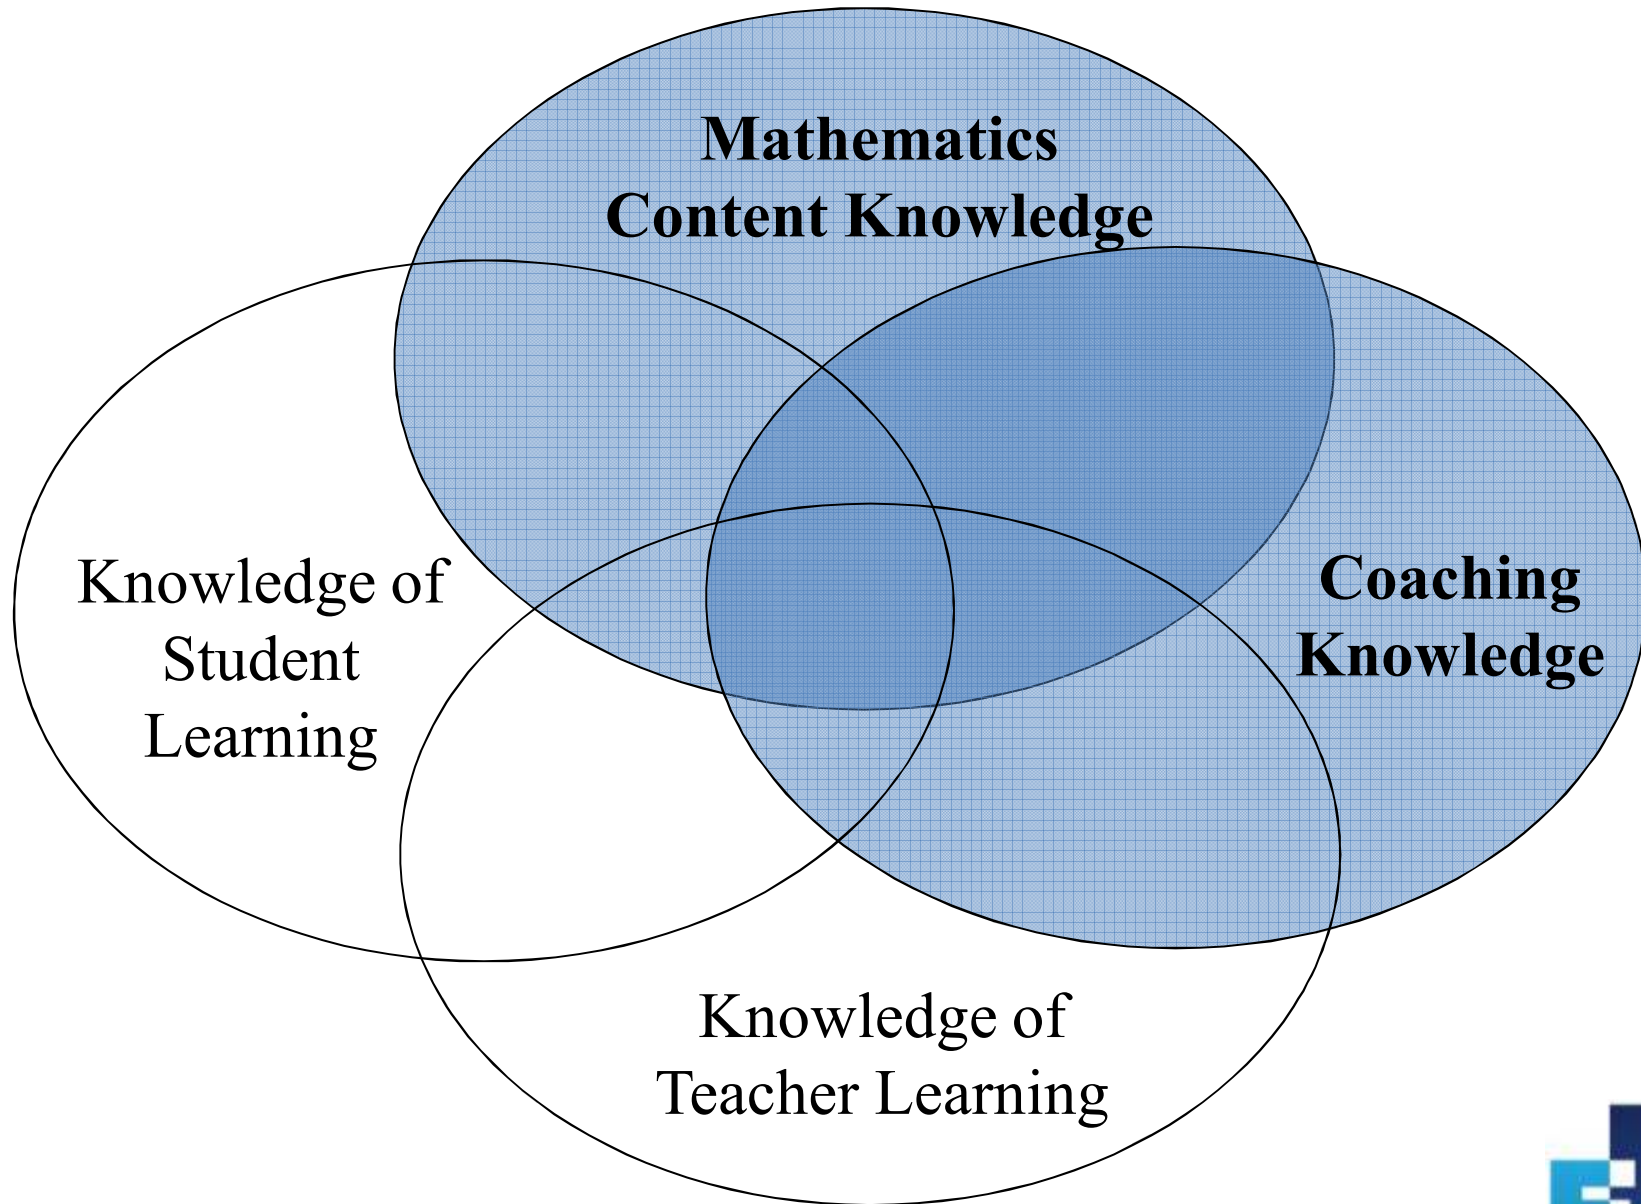 Mathematics
Content Knowledge
Knowledge of
Student
Learning
Coaching
Knowledge
Knowledge of
Teacher Learning